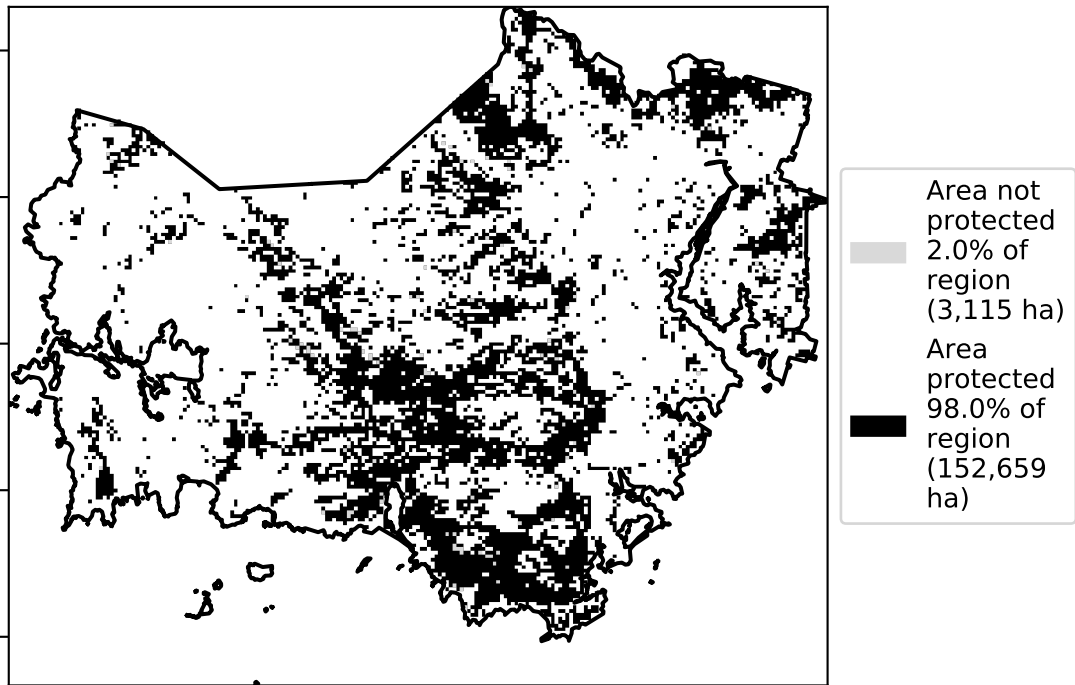 Area not
protected
2.0% of
region
(3,115 ha)
Area
protected
98.0% of
region
(152,659
ha)